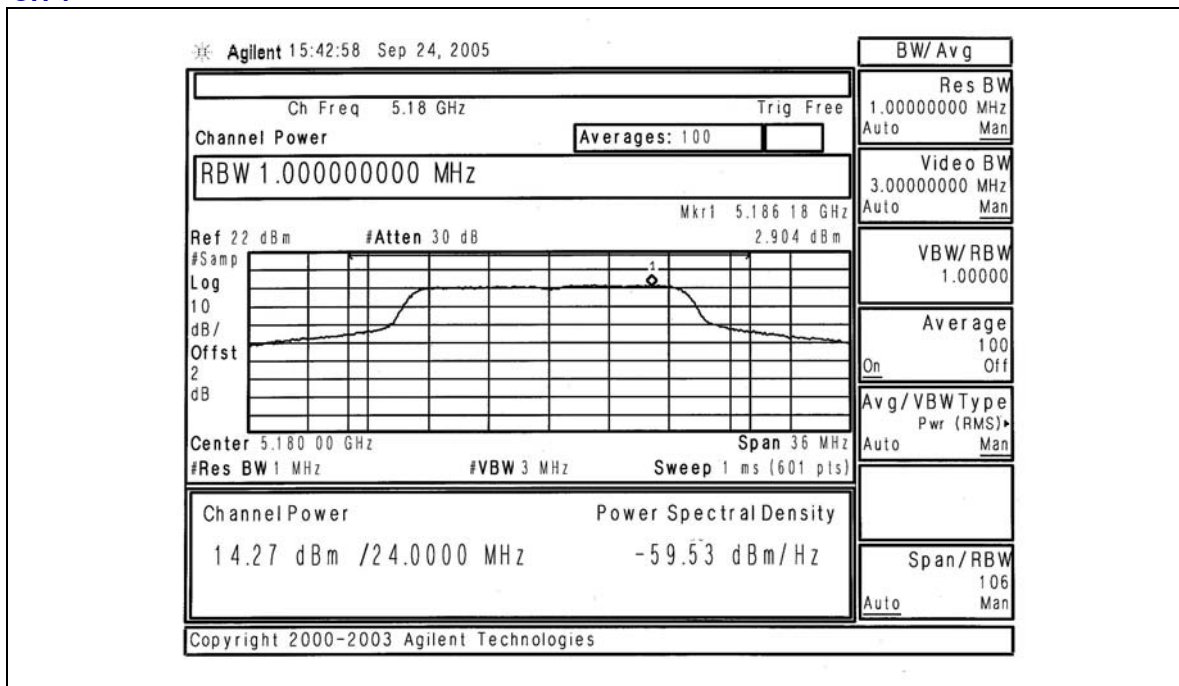 Agilent 15:42:58 Sep 24, 2005
BW/Avg
Ch Freq 5.18 GHz Trig Free
Channel Power Averages: 100
RBW 1.000000000 MHz
Mkr1 5.186 18 GHz
Ref 22 dBm #Atten 30 dB 2.904 dBm
#Samp
Log
10
dB/
Offst
2
dB
1
Center 5.180 00 GHz Span 36 MHz
#Res BW 1 MHz #VBW 3 MHz Sweep 1 ms (601 pts)
Channel Power Power Spectral Density
14.27 dBm /24.0000 MHz -59.53 dBm/Hz
Res BW
1.00000000 MHz
Auto Man
Video BW
3.00000000 MHz
Auto Man
VBW/RBW
1.00000
Average
100
On Off
Avg/VBW Type
Pwr (RMS)▸
Auto Man
Span/RBW
106
Auto Man
Copyright 2000-2003 Agilent Technologies